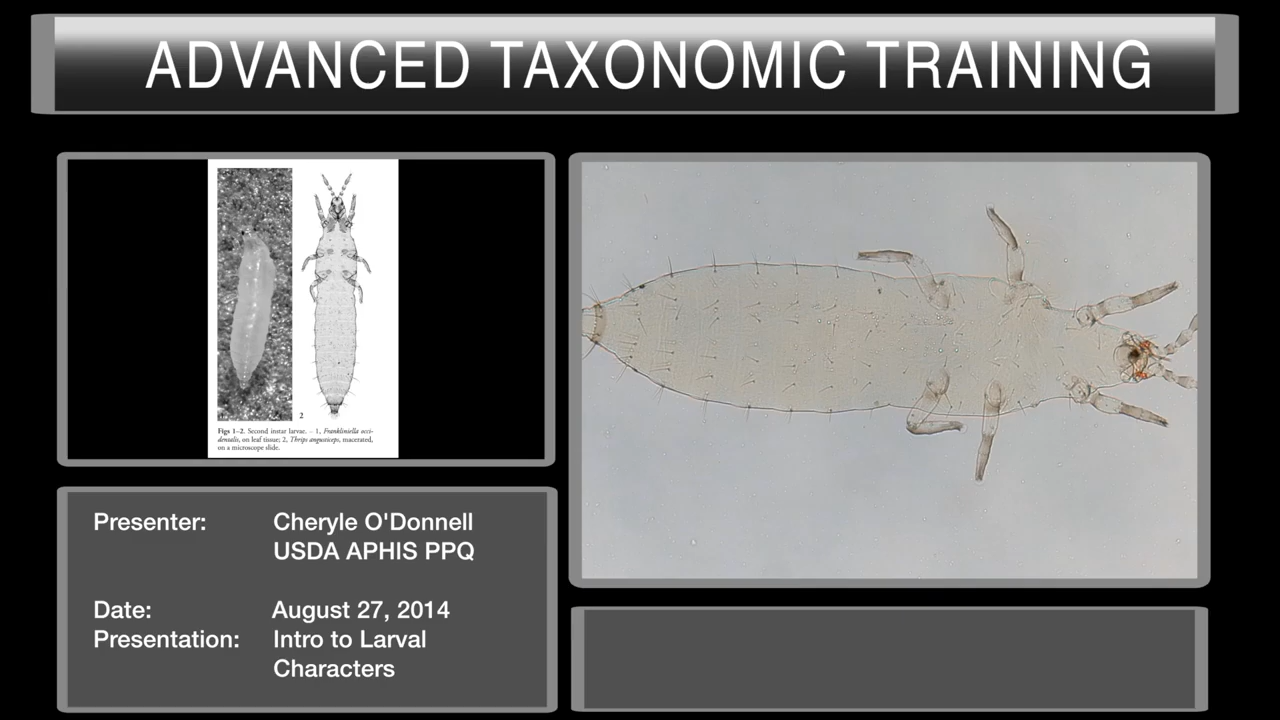 ADVANCED TAXONOMIC TRAINING
2
Figs 1–2. Second instar larvae. – 1, Frankliniella occi-
dentalis, on leaf tissue; 2, Thrips angusticeps, macerated,
on a microscope slide.
Presenter: Cheryle O'Donnell
USDA APHIS PPQ
Date: August 27, 2014
Presentation: Intro to Larval
Characters